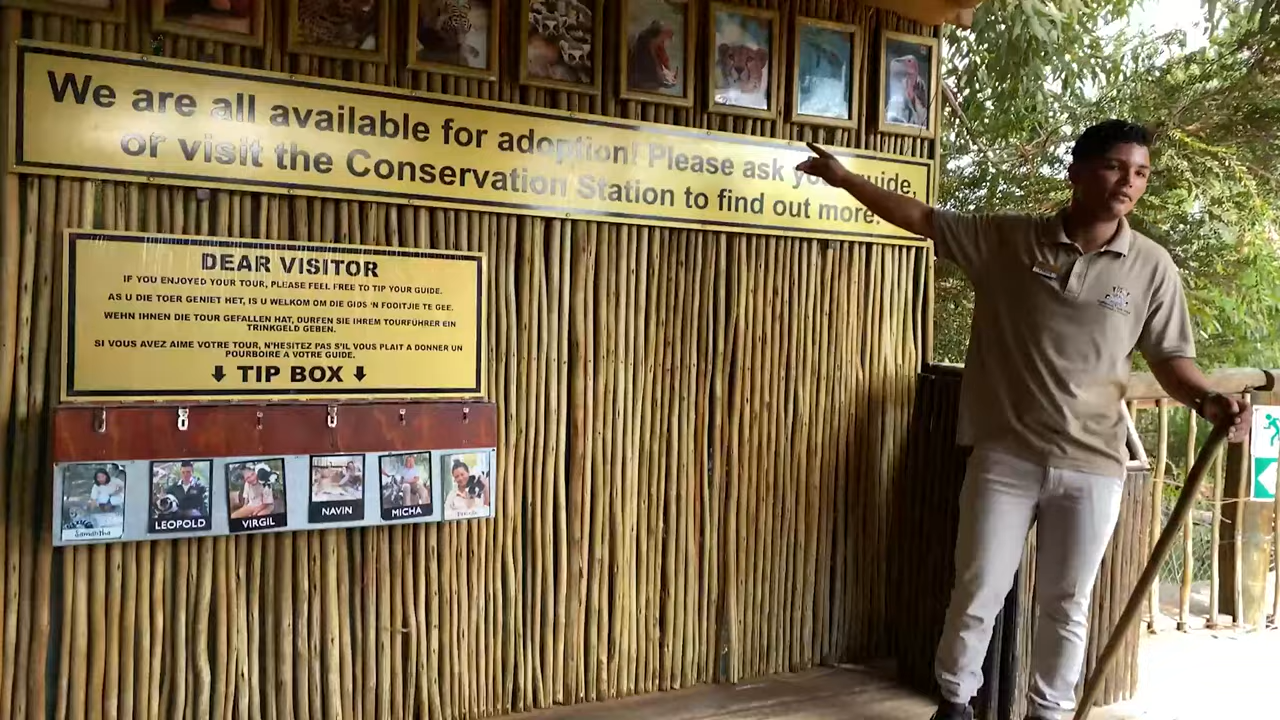 We are all available for adoption! Please ask your guide,
or visit the Conservation Station to find out more.
DEAR VISITOR
IF YOU ENJOYED YOUR TOUR, PLEASE FEEL FREE TO TIP YOUR GUIDE.
AS U DIE TOER GENIET HET, IS U WELKOM OM DIE GIDS 'N FOOITJIE TE GEE.
WEHN IHNEN DIE TOUR GEFALLEN HAT, DURFEN SIE IHREM TOURFÜHRER EIN
TRINKGELD GEBEN.
SI VOUS AVEZ AIME VOTRE TOUR, N'HESITEZ PAS S'IL VOUS PLAIT A DONNER UN
POURBOIRE A VOTRE GUIDE.
TIP BOX
Samantha
LEOPOLD
VIRGIL
NAVIN
MICHA